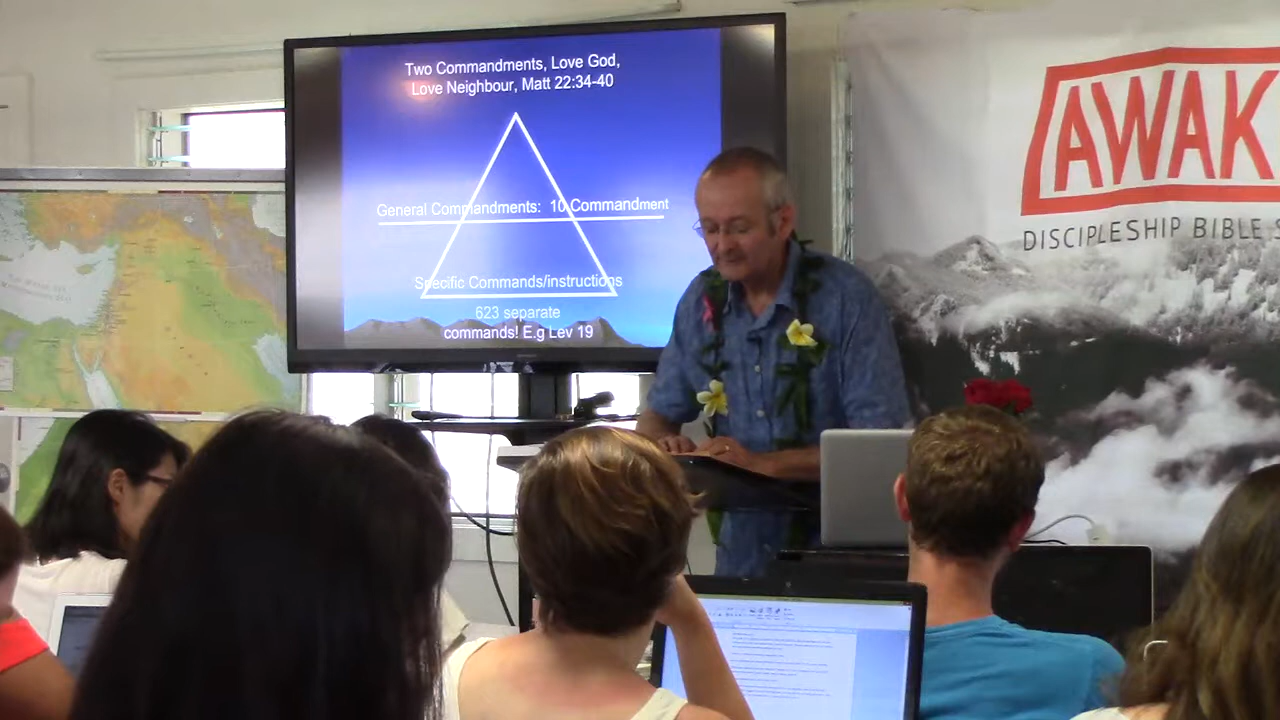 Two Commandments, Love God,
Love Neighbour, Matt 22:34-40
General Commandments: 10 Commandment
Specific Commands/instructions
623 separate
commands! E.g Lev 19
AWAK
DISCIPLESHIP BIBLE S